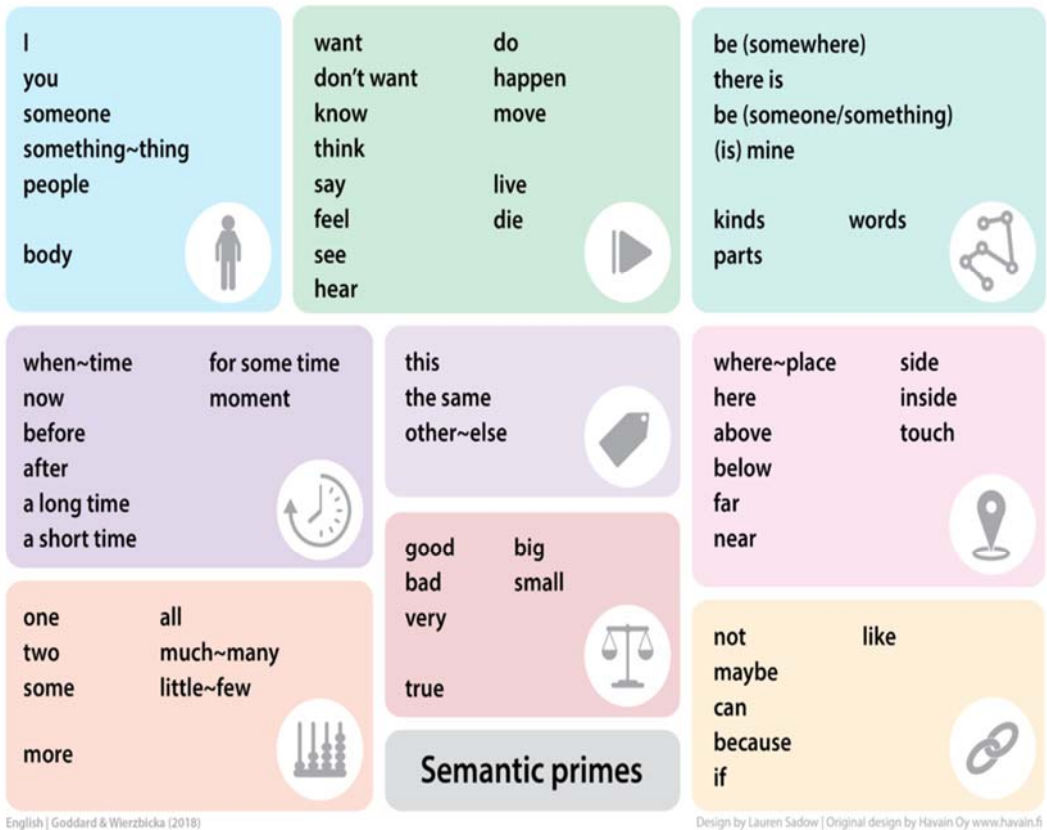 I
you
someone
something~thing
people
body
want
don't want
know
think
say
feel
see
hear
do
happen
move
live
die
be (somewhere)
there is
be (someone/something)
(is) mine
kinds
parts
words
when~time
now
before
after
a long time
a short time
for some time
moment
this
the same
other~else
where~place
here
above
below
far
near
side
inside
touch
one
two
some
more
all
much~many
little~few
good
bad
very
true
big
small
not
maybe
can
because
if
like
Semantic primes
English | Goddard & Wierzbicka (2018)
Design by Lauren Sadow | Original design by Havain Oy www.havain.fi